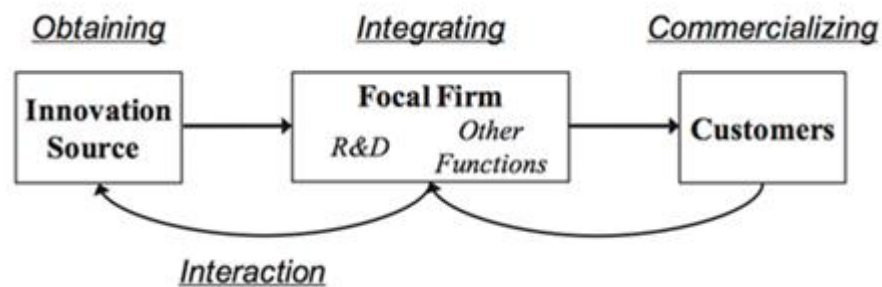 Obtaining
Integrating
Commercializing
Innovation
Source
Focal Firm
R&D
Other
Functions
Customers
Interaction